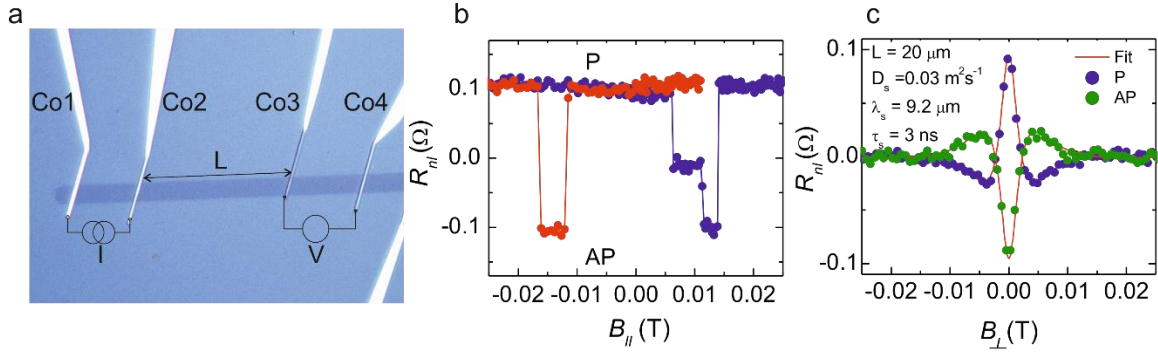 a
Co1
Co2
Co3
Co4
L
I
V
b
P
AP
R_nl (Ω)
0.1
0.0
-0.1
-0.02
-0.01
0.00
0.01
0.02
B_// (T)
c
L = 20 μm
D_s =0.03 m²s⁻¹
λ_s = 9.2 μm
τ_s = 3 ns
Fit
P
AP
R_nl (Ω)
0.1
0.0
-0.1
-0.02
-0.01
0.00
0.01
0.02
B_⊥ (T)